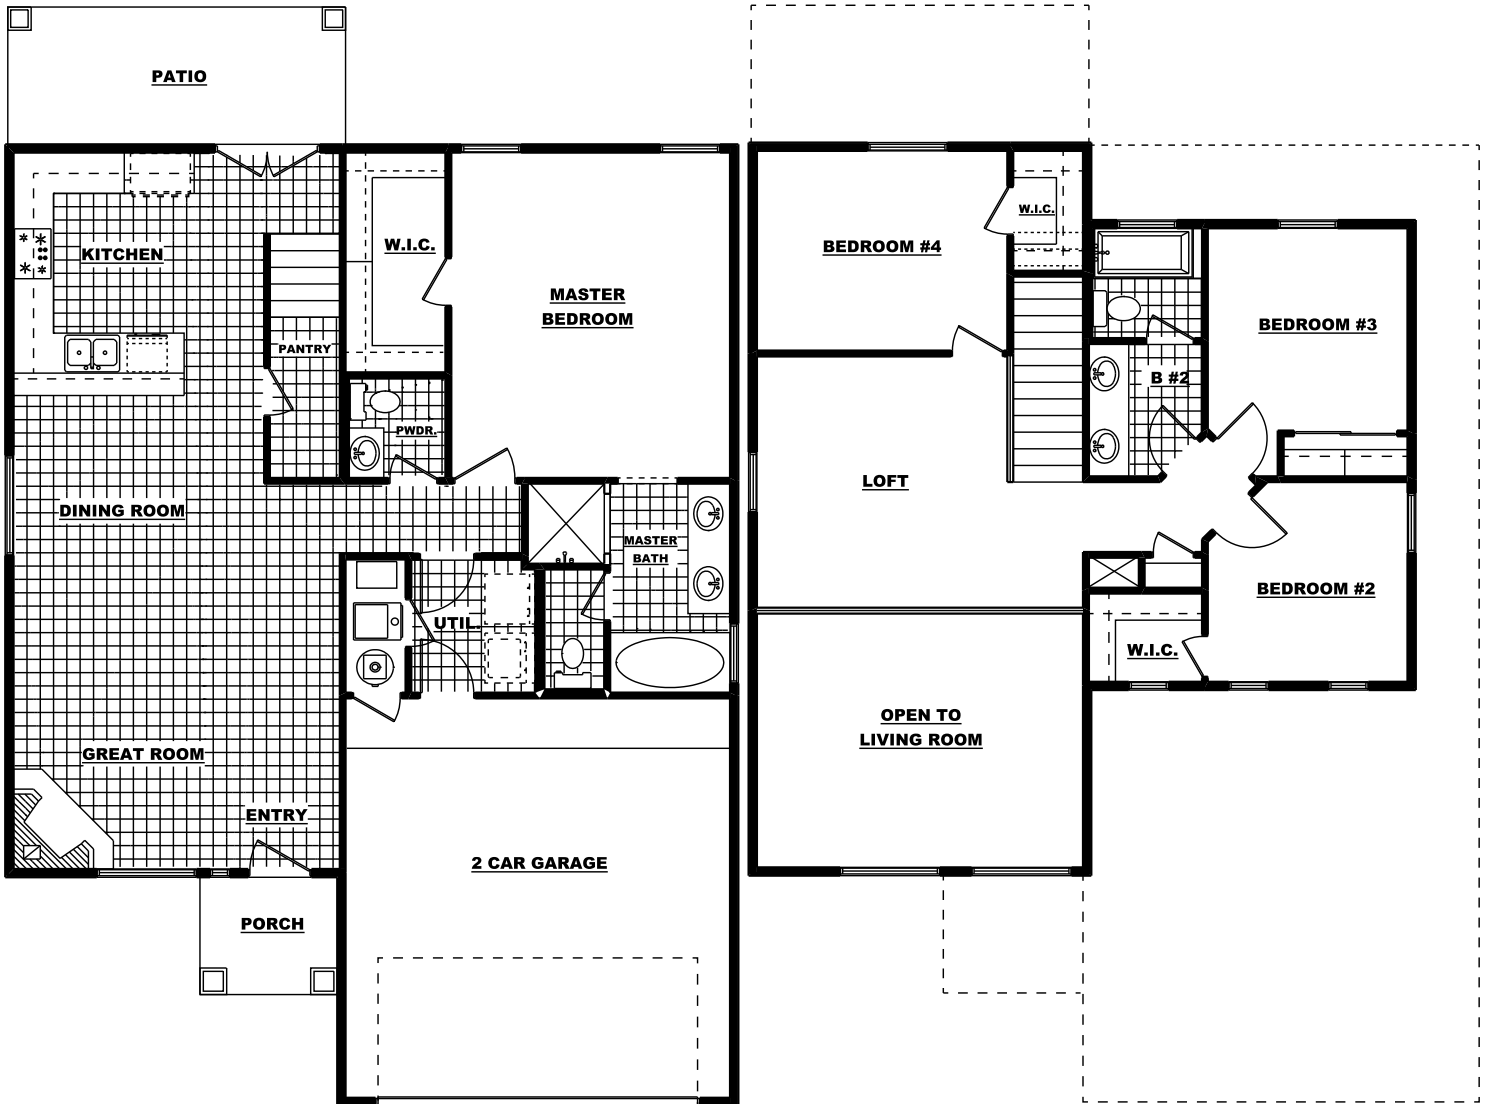 PATIO
KITCHEN
W.I.C.
MASTER
BEDROOM
PANTRY
PWDR.
DINING ROOM
MASTER
BATH
UTIL.
GREAT ROOM
ENTRY
2 CAR GARAGE
PORCH
W.I.C.
BEDROOM #4
BEDROOM #3
B #2
LOFT
BEDROOM #2
W.I.C.
OPEN TO
LIVING ROOM